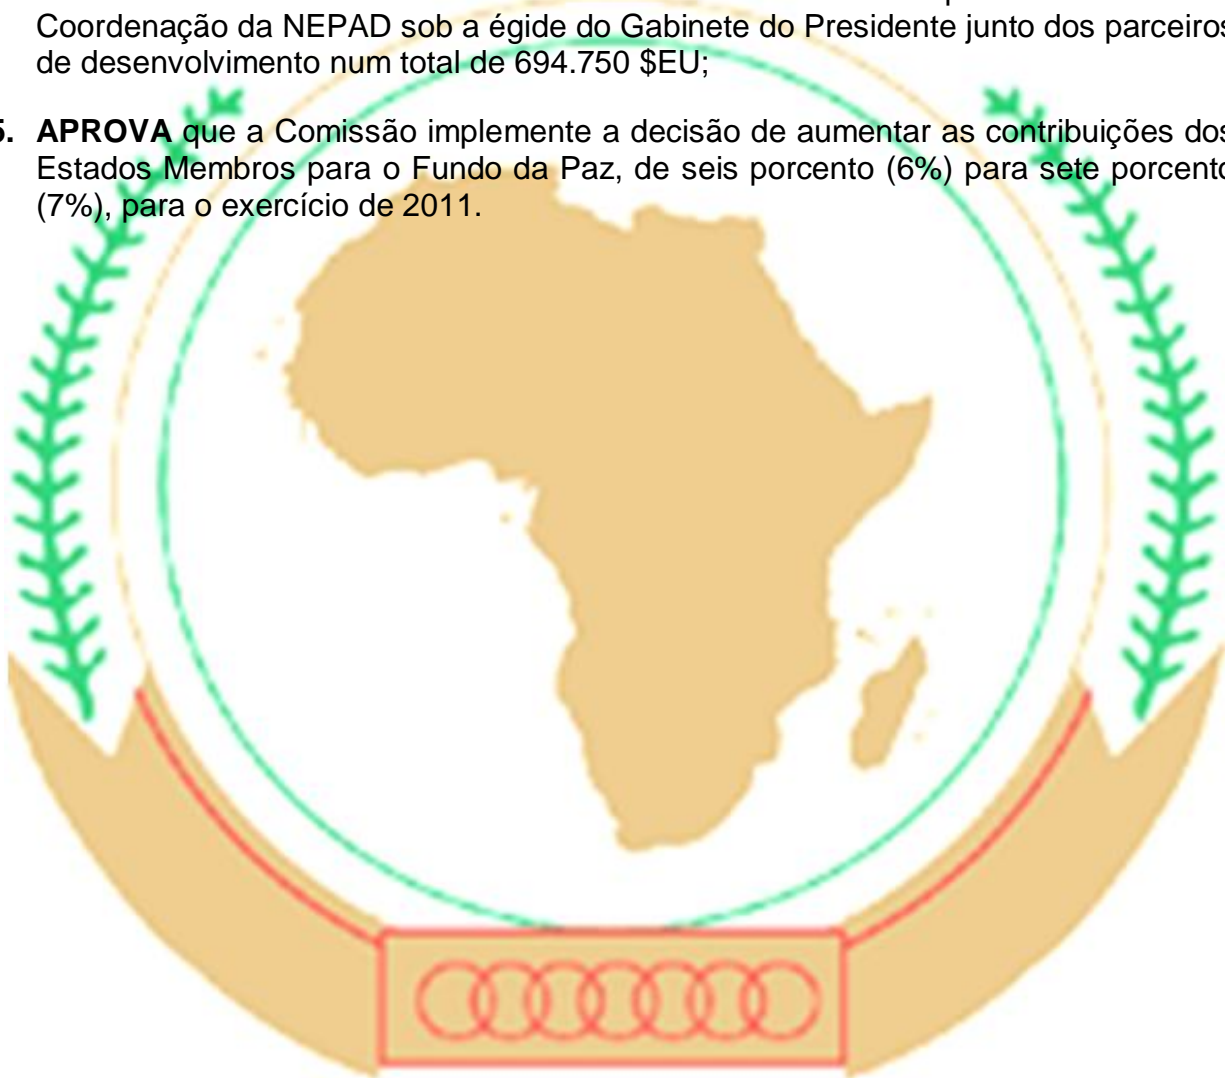 Coordenação da NEPAD sob a égide do Gabinete do Presidente junto dos parceiros
de desenvolvimento num total de 694.750 $EU;
5. APROVA que a Comissão implemente a decisão de aumentar as contribuições dos
Estados Membros para o Fundo da Paz, de seis porcento (6%) para sete porcento
(7%), para o exercício de 2011.